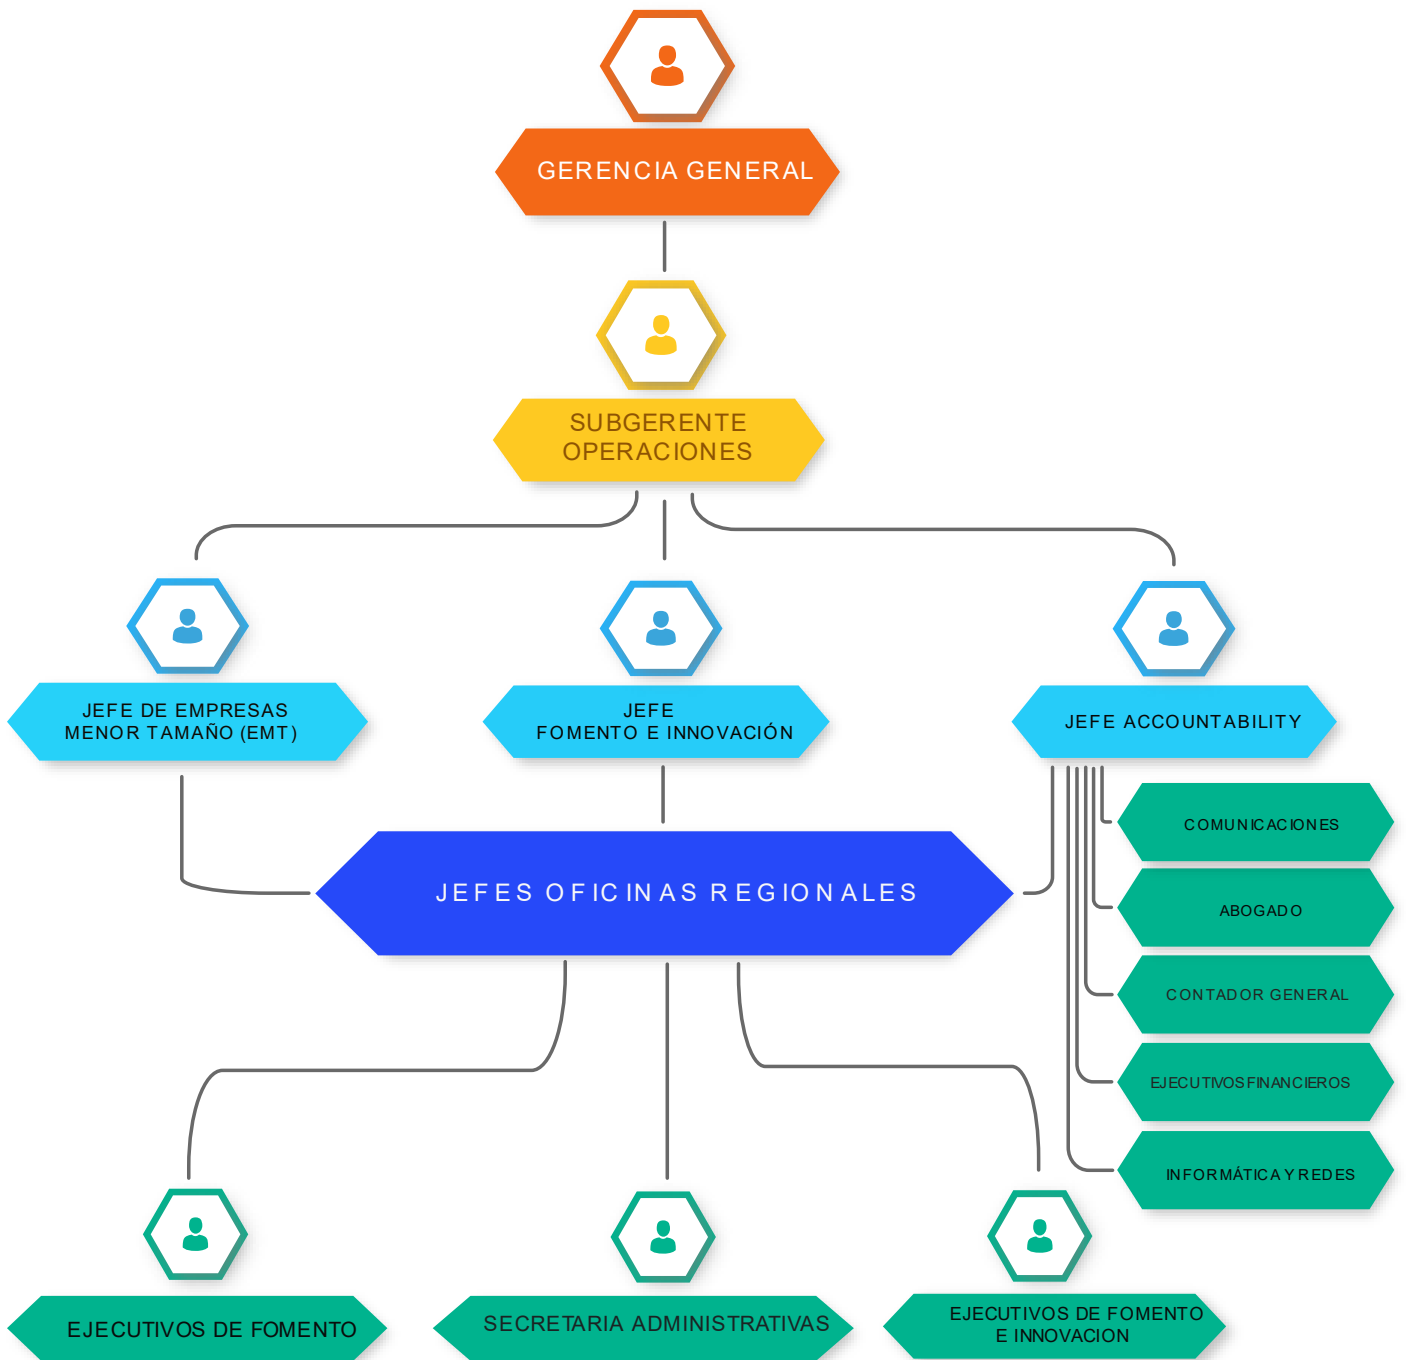 GERENCIA GENERAL
SUBGERENTE
OPERACIONES
JEFE DE EMPRESAS
MENOR TAMAÑO (EMT)
JEFE
FOMENTO E INNOVACIÓN
JEFE ACCOUNTABILITY
COMUNICACIONES
JEFES OFICINAS REGIONALES
ABOGADO
CONTADOR GENERAL
EJECUTIVOS FINANCIEROS
INFORMÁTICA Y REDES
EJECUTIVOS DE FOMENTO
SECRETARIA ADMINISTRATIVAS
EJECUTIVOS DE FOMENTO
E INNOVACION